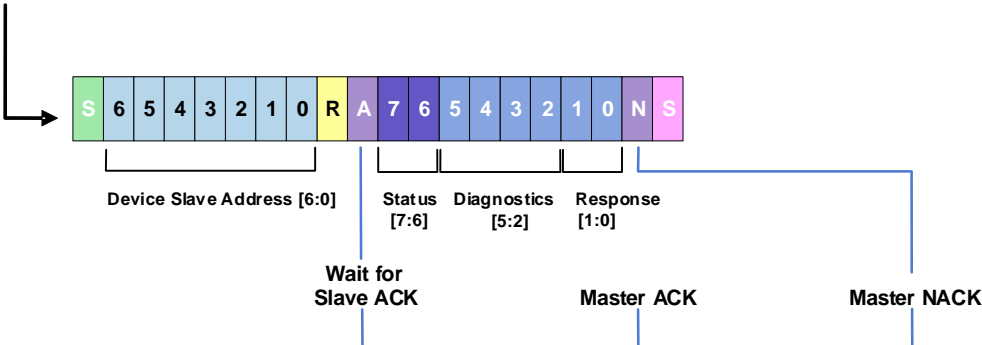 S 6 5 4 3 2 1 0 R A 7 6 5 4 3 2 1 0 N S
Device Slave Address [6:0]
Status
[7:6]
Diagnostics
[5:2]
Response
[1:0]
Wait for
Slave ACK
Master ACK
Master NACK